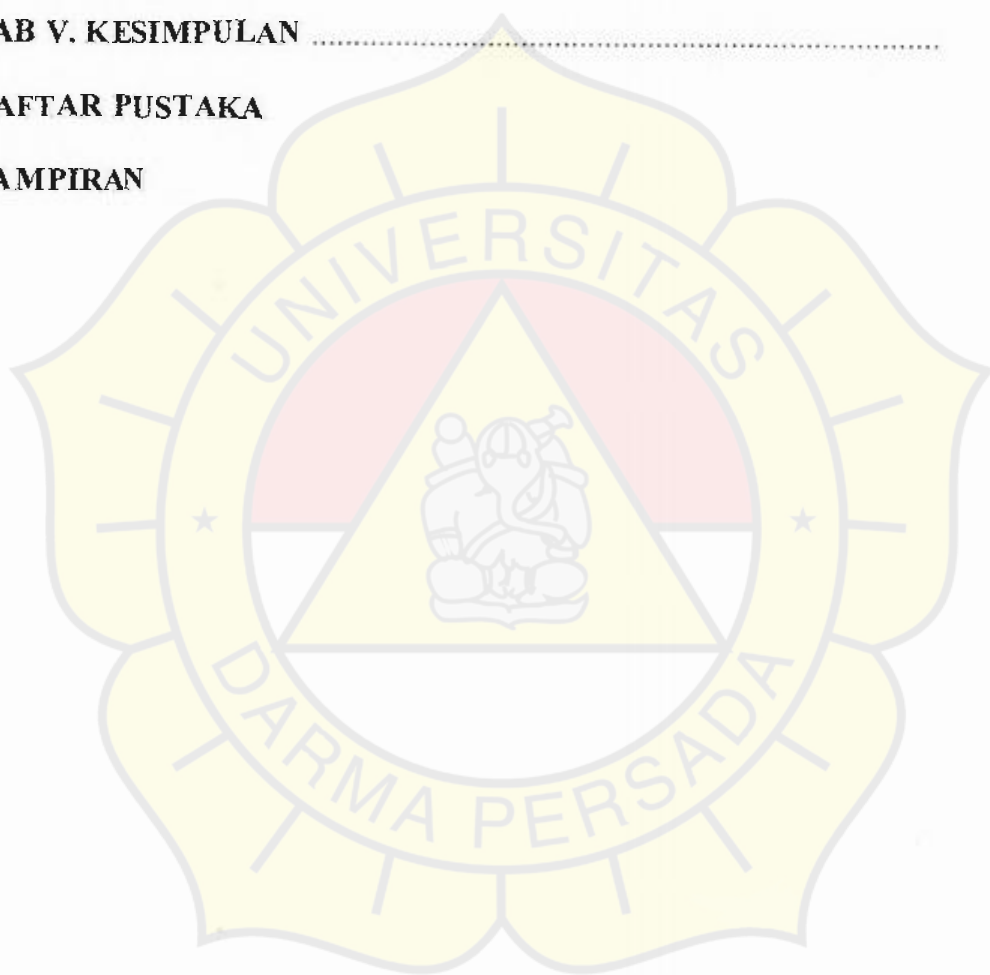 AB V. KESIMPULAN ........................................................................
AFTAR PUSTAKA
AMPIRAN
UNIVERSITAS
DARMA PERSADA